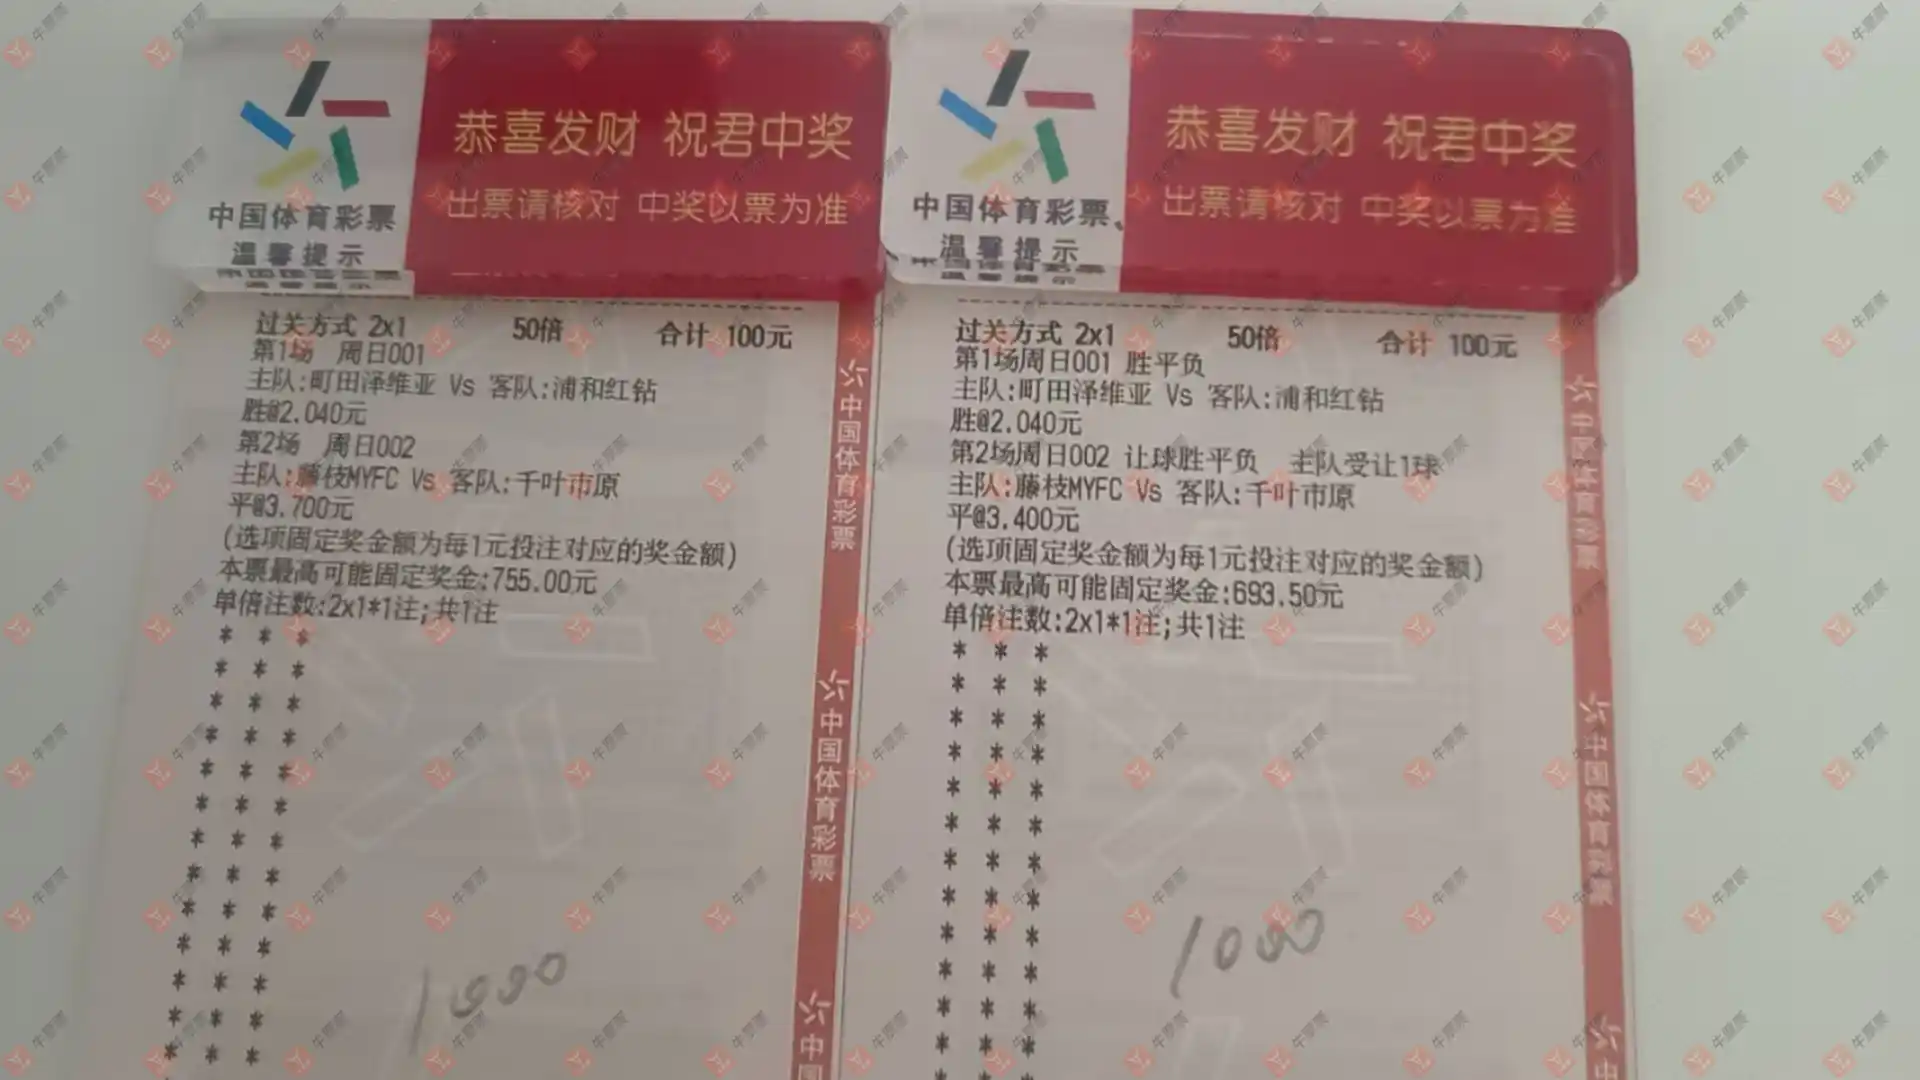 恭喜发财 祝君中奖
出票请核对 中奖以票为准
中国体育彩票
温馨提示
过关方式 2x1 50倍 合计 100元
第1场 周日001
主队:町田泽维亚 Vs 客队:浦和红钻
胜@2.040元
第2场 周日002
主队:藤枝MYFC Vs 客队:千叶市原
平@3.700元
(选项固定奖金额为每1元投注对应的奖金额)
本票最高可能固定奖金:755.00元
单倍注数:2x1*1注;共1注
1000
中国体育彩票
中国体育彩票
中国
恭喜发财 祝君中奖
出票请核对 中奖以票为准
中国体育彩票
温馨提示
过关方式 2x1 50倍 合计 100元
第1场周日001 胜平负
主队:町田泽维亚 Vs 客队:浦和红钻
胜@2.040元
第2场周日002 让球胜平负 主队受让1球
主队:藤枝MYFC Vs 客队:千叶市原
平@3.400元
(选项固定奖金额为每1元投注对应的奖金额)
本票最高可能固定奖金:693.50元
单倍注数:2x1*1注;共1注
1000
中国体育彩票
中国体育彩票
中